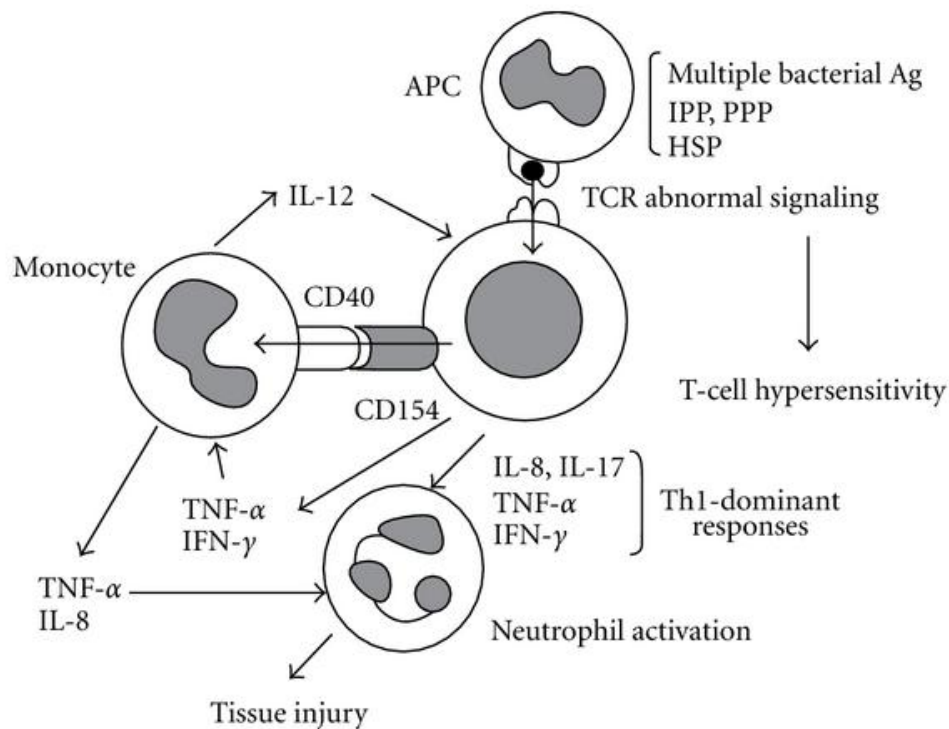 APC
Multiple bacterial Ag
IPP, PPP
HSP
TCR abnormal signaling
IL-12
Monocyte
CD40
CD154
T-cell hypersensitivity
IL-8, IL-17
TNF-α
IFN-γ
Th1-dominant
responses
TNF-α
IFN-γ
TNF-α
IL-8
Neutrophil activation
Tissue injury